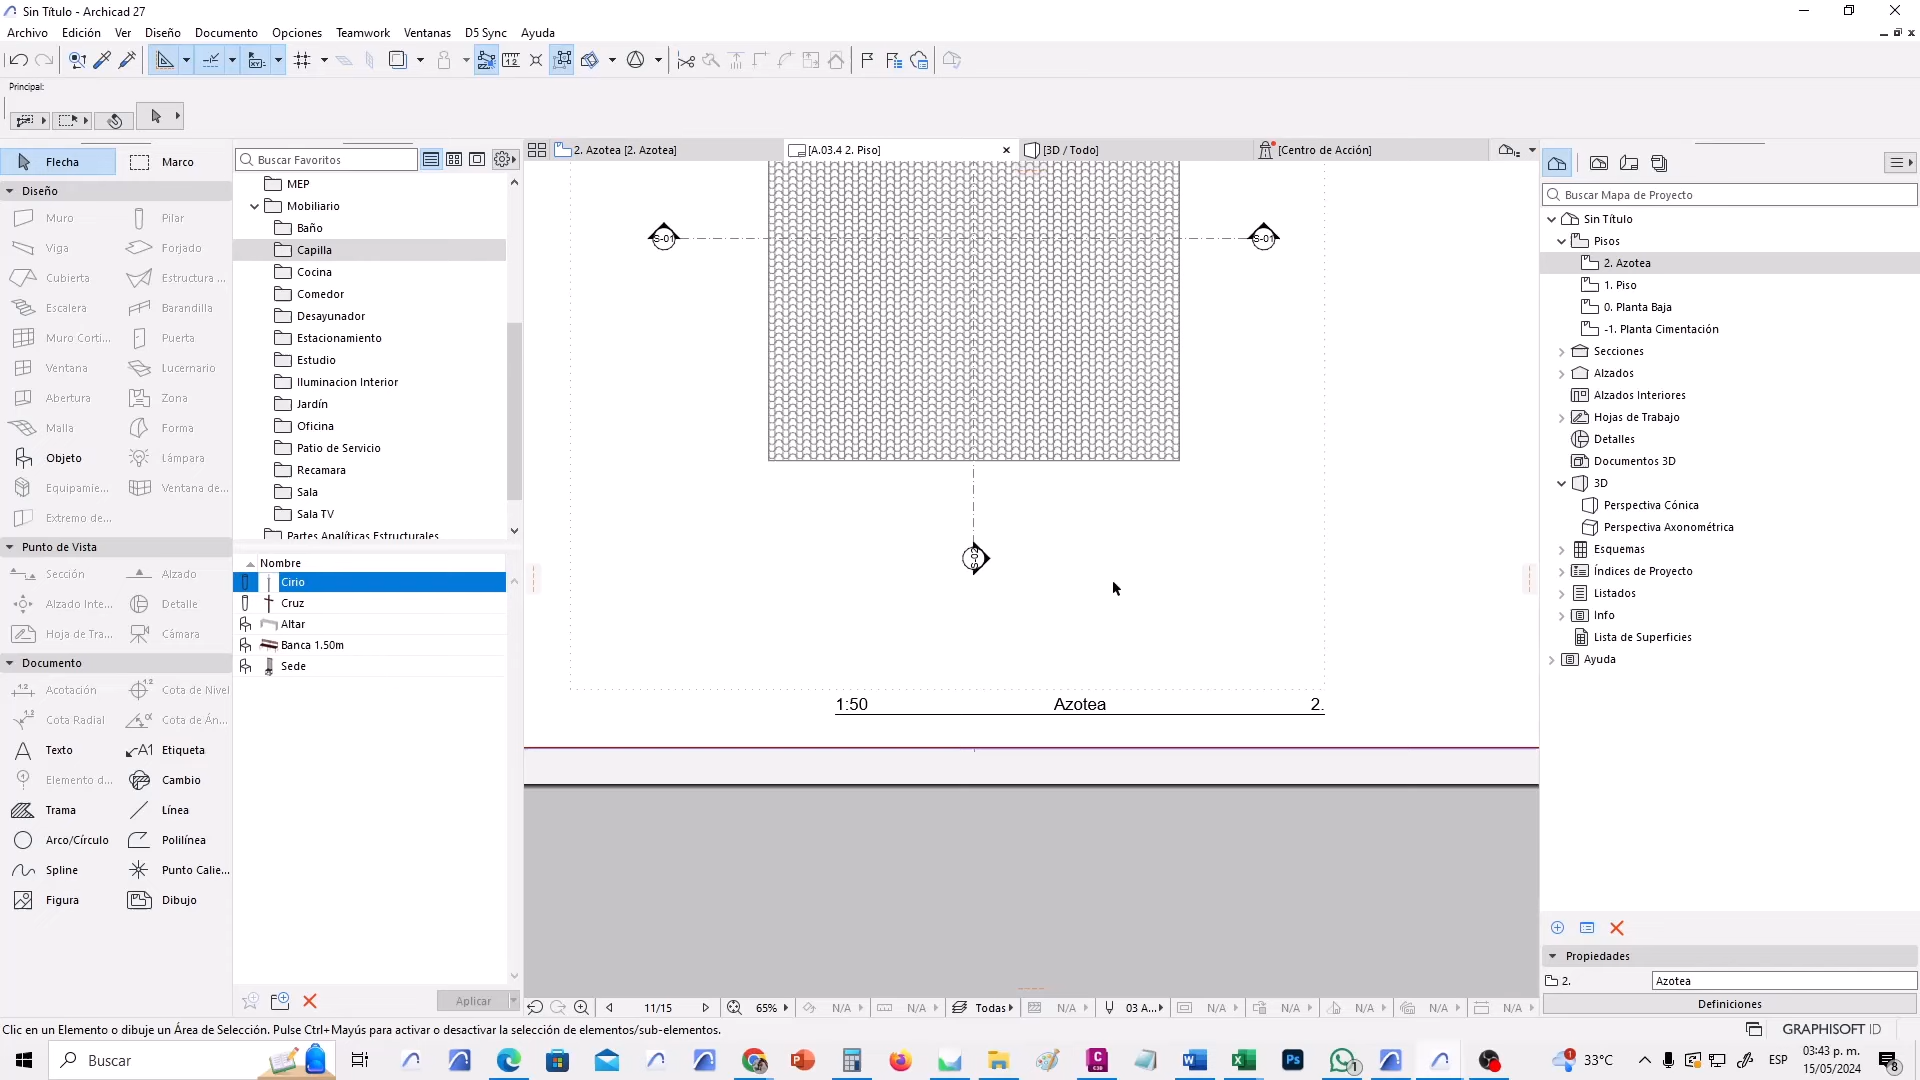 Sin Título - Archicad 27
Archivo Edición Ver Diseño Documento Opciones Teamwork Ventanas D5 Sync Ayuda
Principal:
Flecha Marco
Diseño
Muro Pilar
Viga Forjado
Cubierta Estructura ...
Escalera Barandilla
Muro Corti... Puerta
Ventana Lucernario
Abertura Zona
Malla Forma
Objeto Lámpara
Equipamie... Ventana de...
Extremo de...
Punto de Vista
Sección Alzado
Alzado Inte... Detalle
Hoja de Tra... Cámara
Documento
Acotación Cota de Nivel
Cota Radial Cota de Án...
Texto Etiqueta
Elemento d... Cambio
Trama Línea
Arco/Círculo Polilínea
Spline Punto Calie...
Figura Dibujo
Buscar Favoritos
MEP
Mobiliario
Baño
Capilla
Cocina
Comedor
Desayunador
Estacionamiento
Estudio
Iluminacion Interior
Jardín
Oficina
Patio de Servicio
Recamara
Sala
Sala TV
Partes Analíticas Estructurales
Nombre
Cirio
Cruz
Altar
Banca 1.50m
Sede
Aplicar
2. Azotea [2. Azotea] [A.03.4 2. Piso] [3D / Todo] [Centro de Acción]
S-01 S-01
S-02
1:50 Azotea 2.
11/15 65% N/A N/A Todas N/A 03 A... N/A N/A N/A N/A N/A
Buscar Mapa de Proyecto
Sin Título
Pisos
2. Azotea
1. Piso
0. Planta Baja
-1. Planta Cimentación
Secciones
Alzados
Alzados Interiores
Hojas de Trabajo
Detalles
Documentos 3D
3D
Perspectiva Cónica
Perspectiva Axonométrica
Esquemas
Índices de Proyecto
Listados
Info
Lista de Superficies
Ayuda
Propiedades
2. Azotea
Definiciones
Clic en un Elemento o dibuje un Área de Selección. Pulse Ctrl+Mayús para activar o desactivar la selección de elementos/sub-elementos.
GRAPHISOFT ID
Buscar
33°C
ESP
03:43 p. m.
15/05/2024